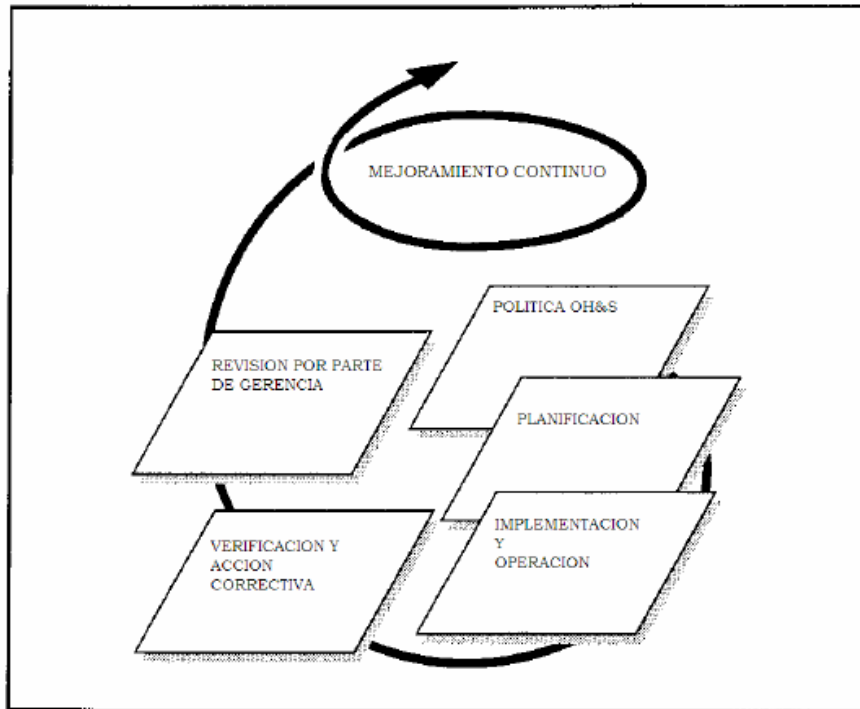 MEJORAMIENTO CONTINUO
POLITICA OH&S
REVISION POR PARTE
DE GERENCIA
PLANIFICACION
IMPLEMENTACION
Y
OPERACION
VERIFICACION Y
ACCION
CORRECTIVA